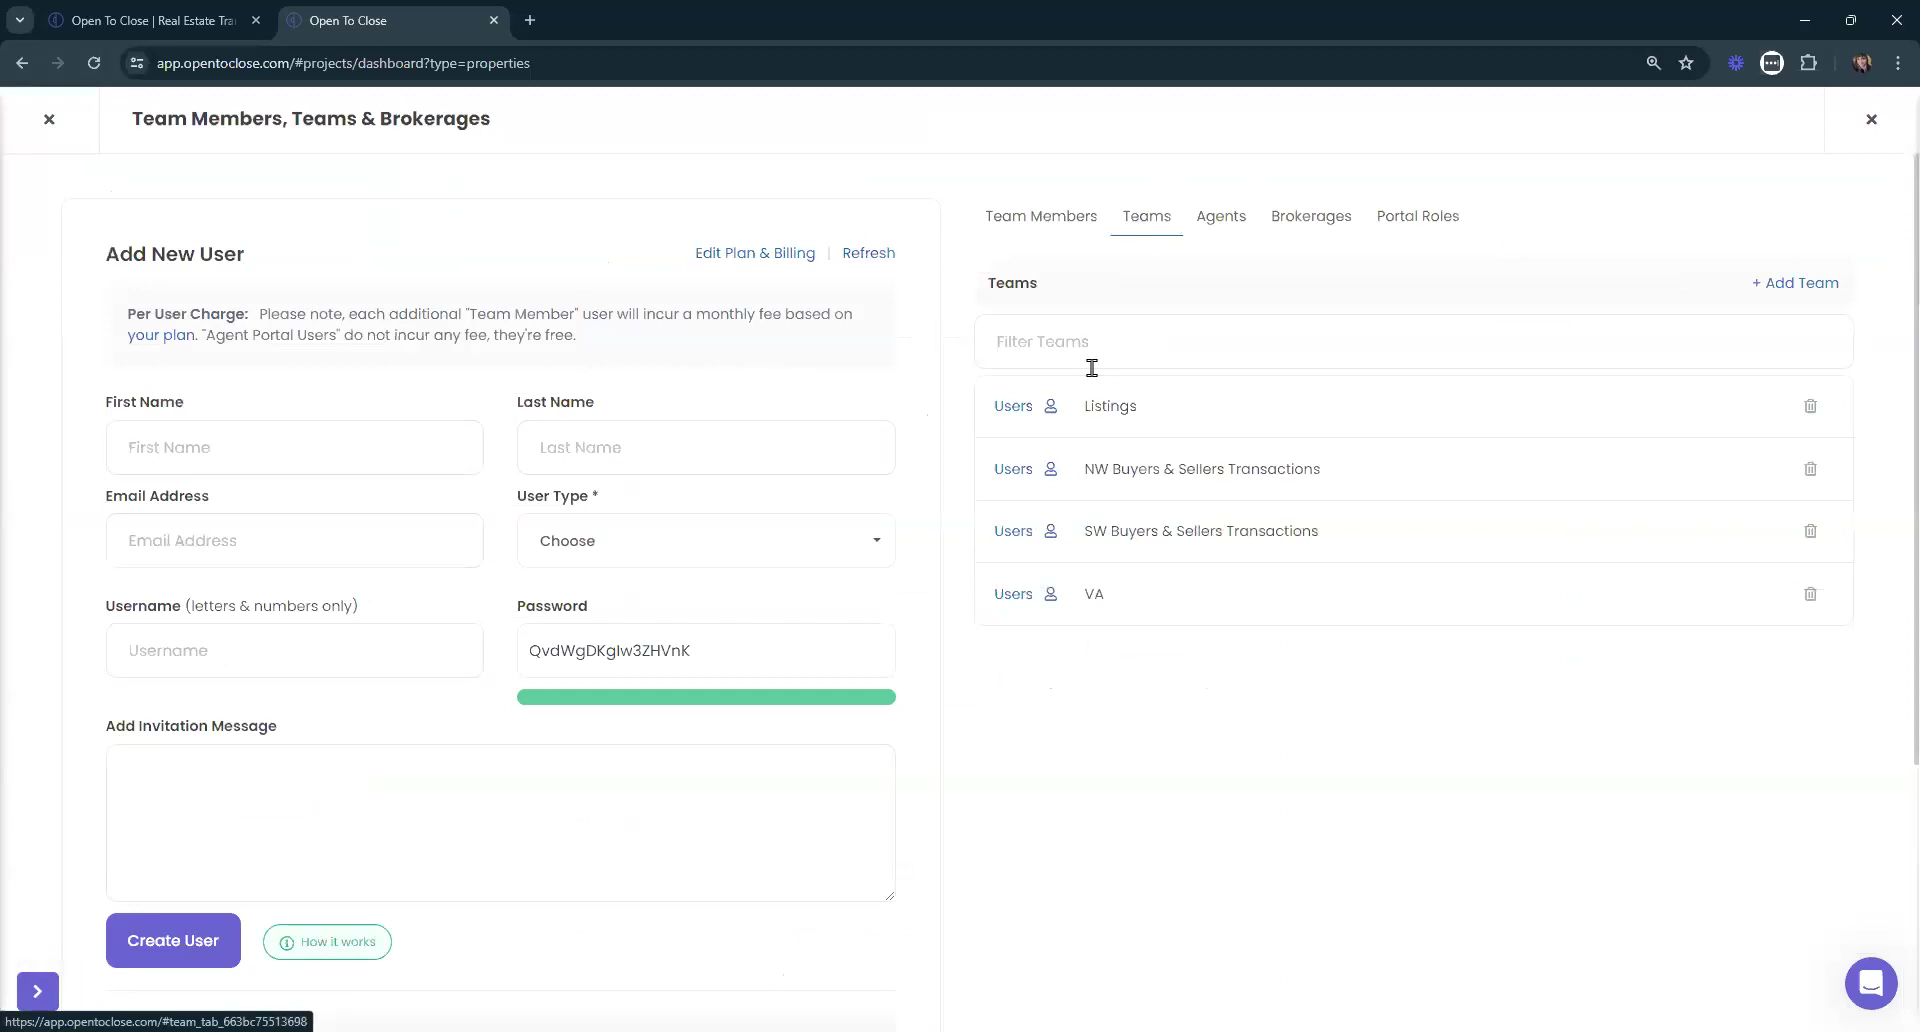 Open To Close | Real Estate Tra
Open To Close
app.opentoclose.com/#projects/dashboard?type=properties
Team Members, Teams & Brokerages
Add New User
Edit Plan & Billing | Refresh
Per User Charge: Please note, each additional "Team Member" user will incur a monthly fee based on
your plan. "Agent Portal Users" do not incur any fee, they're free.
First Name
Last Name
First Name
Last Name
Email Address
User Type *
Email Address
Choose
Username (letters & numbers only)
Password
Username
QvdWgDKgIw3ZHVnK
Add Invitation Message
Create User
How it works
Team Members
Teams
Agents
Brokerages
Portal Roles
Teams
+ Add Team
Filter Teams
Users Listings
Users NW Buyers & Sellers Transactions
Users SW Buyers & Sellers Transactions
Users VA
https://app.opentoclose.com/#team_tab_663bc75513698